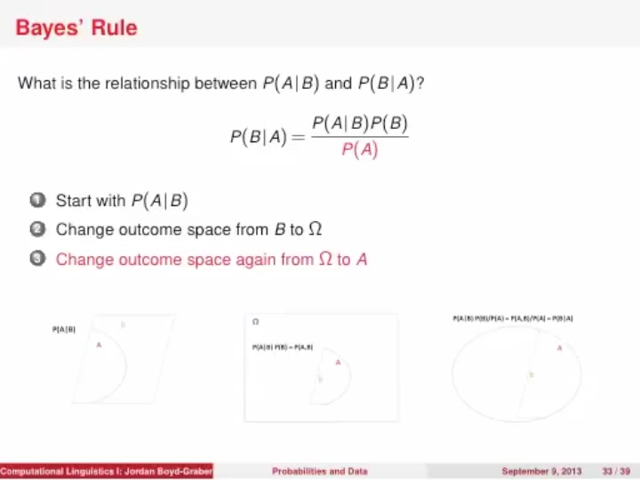 Bayes' Rule
What is the relationship between P(A|B) and P(B|A)?
P(B|A) = P(A|B)P(B) / P(A)
1 Start with P(A|B)
2 Change outcome space from B to Ω
3 Change outcome space again from Ω to A
P(A|B)
b
A
Ω
P(A|B) P(B) = P(A,B)
A
b
P(A|B) P(B)/P(A) = P(A,B)/P(A) = P(B|A)
A
B
Computational Linguistics I: Jordan Boyd-Graber Probabilities and Data September 9, 2013 33 / 39